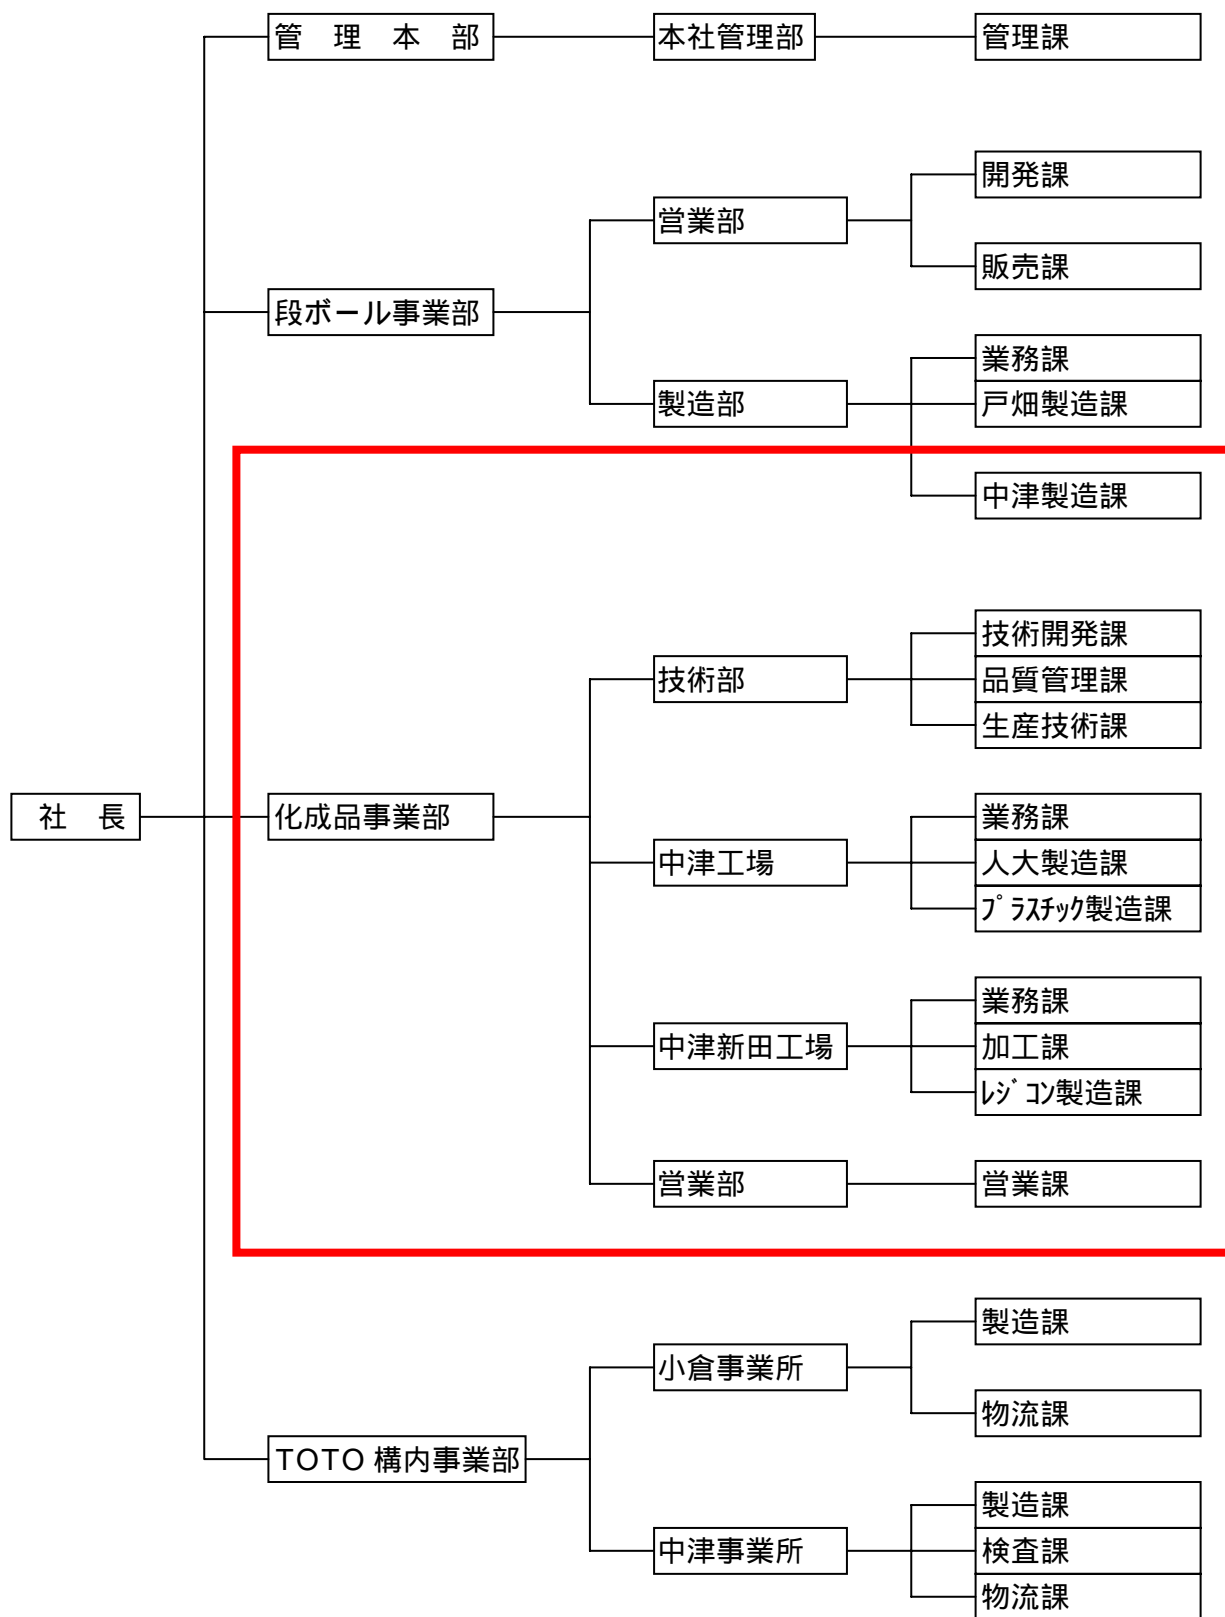 管　理　本　部
本社管理部
管理課
開発課
営業部
販売課
段ボール事業部
業務課
製造部
戸畑製造課
中津製造課
技術開発課
技術部
品質管理課
生産技術課
社　長
化成品事業部
業務課
中津工場
人大製造課
ﾌﾟﾗｽﾁｯｸ製造課
業務課
中津新田工場
加工課
ﾚｼﾞｺﾝ製造課
営業部
営業課
製造課
小倉事業所
物流課
TOTO構内事業部
製造課
中津事業所
検査課
物流課